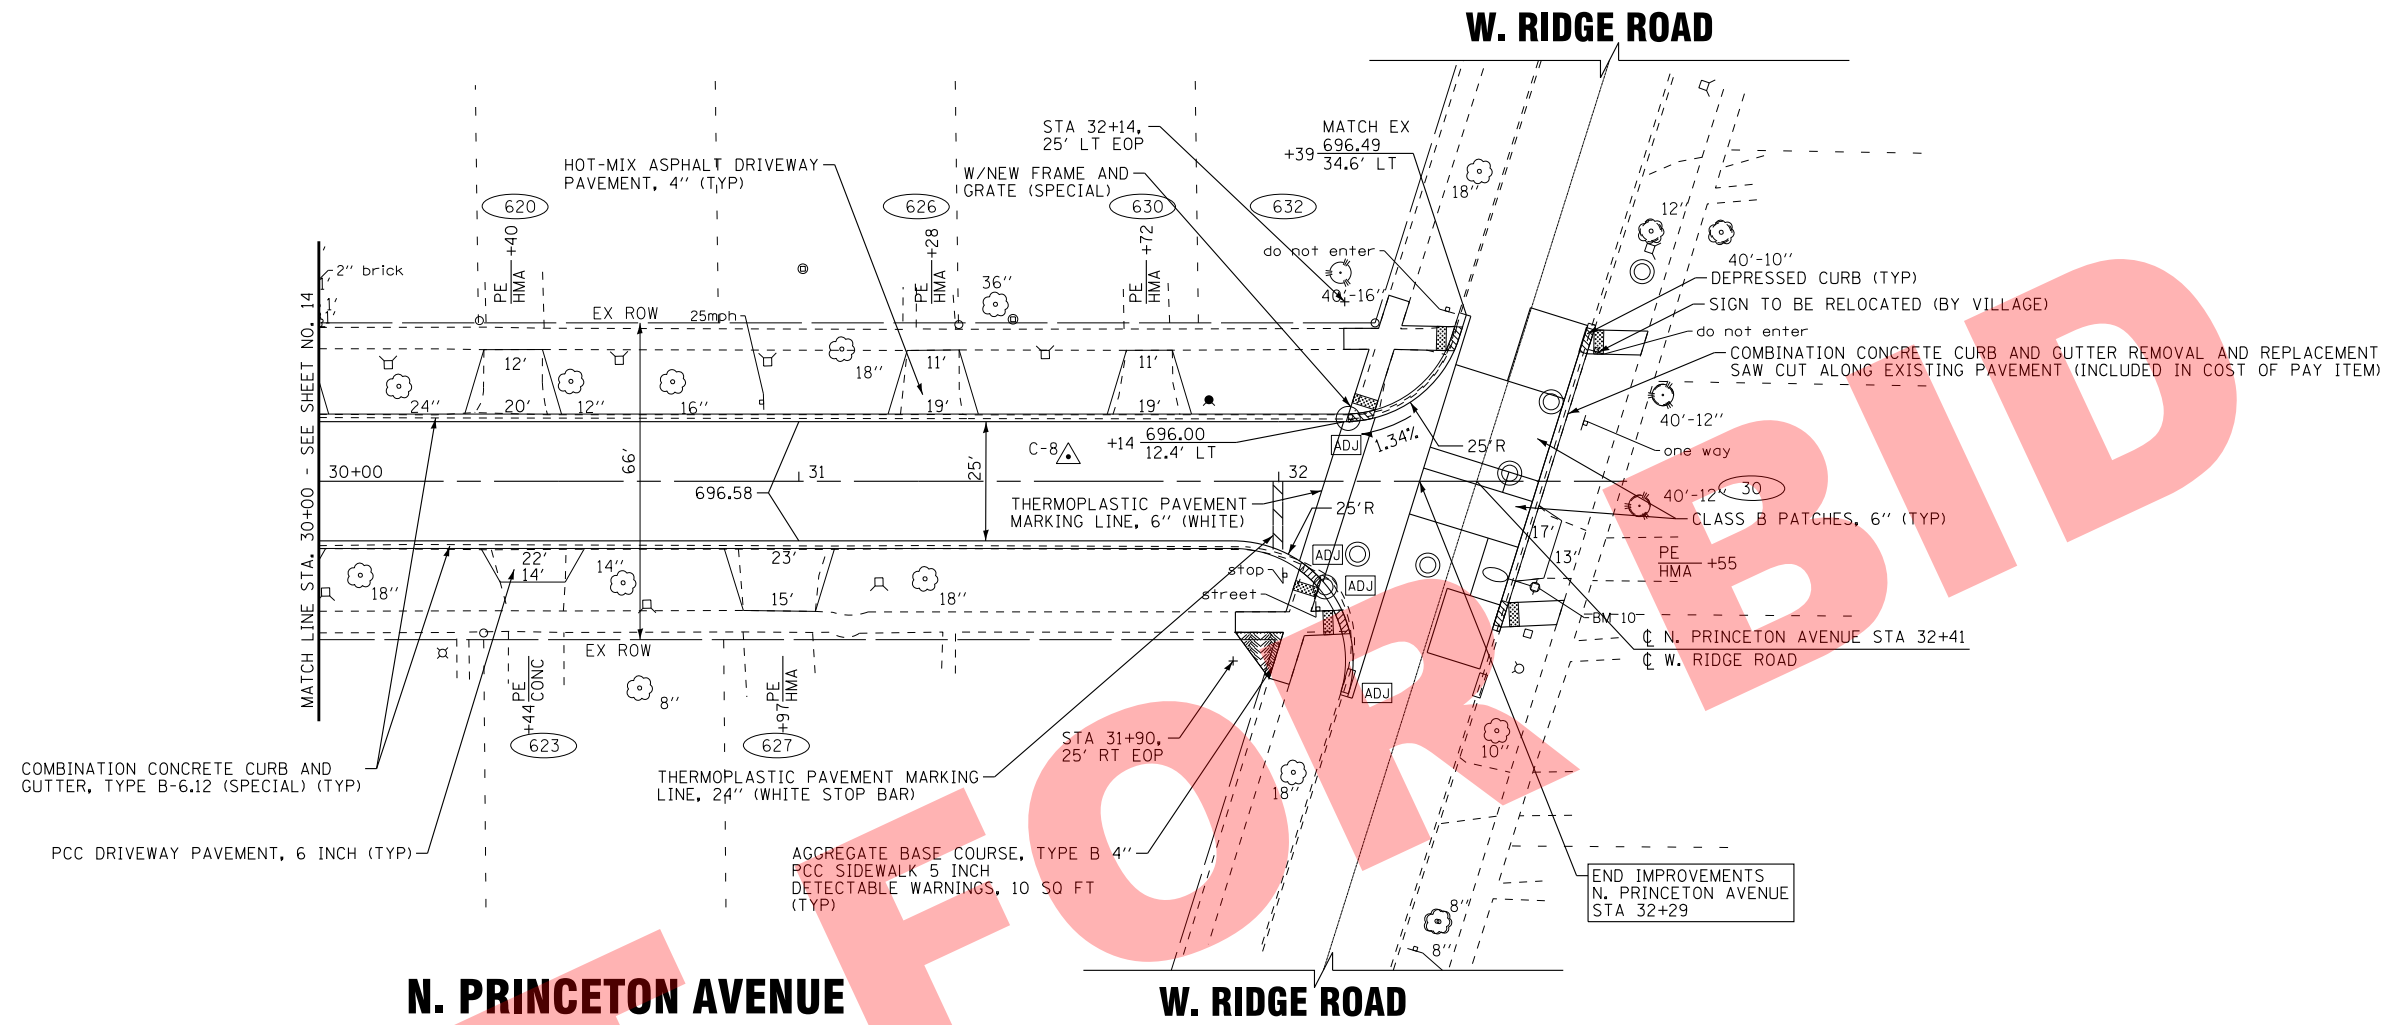 W. RIDGE ROAD
STA 32+14,
25' LT EOP
MATCH EX
+39 696.49
34.6' LT
HOT-MIX ASPHALT DRIVEWAY
PAVEMENT, 4" (TYP)
W/NEW FRAME AND
GRATE (SPECIAL)
18"
620
626
630
632
12'
+40
PE
HMA
+28
PE
HMA
+72
PE
HMA
do not enter
40'-10"
2" brick
1'
1'
1'
36"
40'-16"
DEPRESSED CURB (TYP)
SIGN TO BE RELOCATED (BY VILLAGE)
do not enter
EX ROW
25mph
COMBINATION CONCRETE CURB AND GUTTER REMOVAL AND REPLACEMENT
SAW CUT ALONG EXISTING PAVEMENT (INCLUDED IN COST OF PAY ITEM)
12'
18"
11'
11'
24"
20'
12"
16"
19'
19'
40'-12"
MATCH LINE STA. 30+00 - SEE SHEET NO. 14
66'
25'
C-8
+14 696.00
12.4' LT
ADJ
1.34%
25'R
one way
30+00
31
32
696.58
40'-12"
30
THERMOPLASTIC PAVEMENT
MARKING LINE, 6" (WHITE)
25'R
CLASS B PATCHES, 6" (TYP)
17'
13'
PE
HMA +55
22'
14'
14"
23'
15'
18"
18"
ADJ
stop
ADJ
street
BM 10
℄ N. PRINCETON AVENUE STA 32+41
℄ W. RIDGE ROAD
EX ROW
PE
CONC
+44
8"
PE
HMA
+97
ADJ
623
627
STA 31+90,
25' RT EOP
10"
COMBINATION CONCRETE CURB AND
GUTTER, TYPE B-6.12 (SPECIAL) (TYP)
THERMOPLASTIC PAVEMENT MARKING
LINE, 24" (WHITE STOP BAR)
18"
PCC DRIVEWAY PAVEMENT, 6 INCH (TYP)
AGGREGATE BASE COURSE, TYPE B 4"
PCC SIDEWALK 5 INCH
DETECTABLE WARNINGS, 10 SQ FT
(TYP)
END IMPROVEMENTS
N. PRINCETON AVENUE
STA 32+29
8"
8"
N. PRINCETON AVENUE
W. RIDGE ROAD
T FOR BID